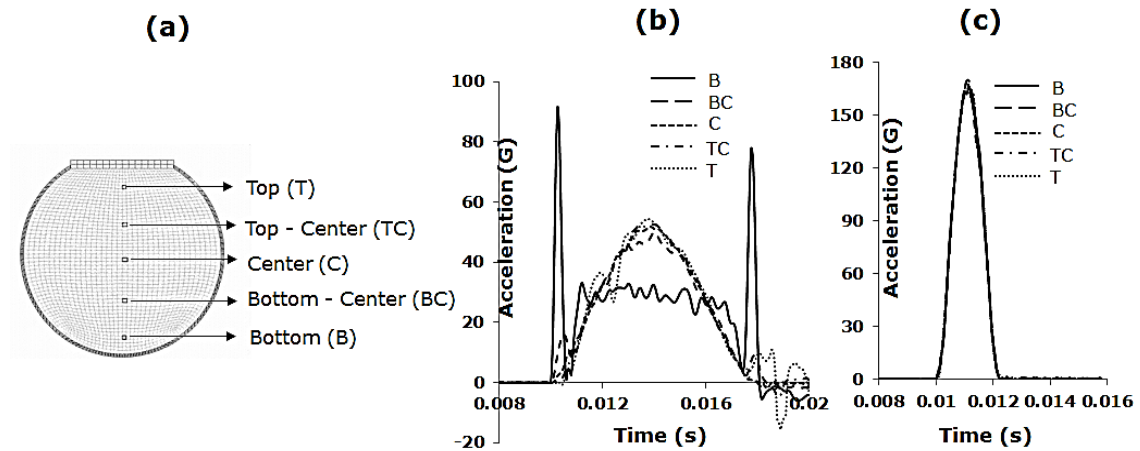 (a)
Top (T)
Top - Center (TC)
Center (C)
Bottom - Center (BC)
Bottom (B)
(b)
100
80
60
40
20
0
-20
Acceleration (G)
B
BC
C
TC
T
0.008
0.012
0.016
0.02
Time (s)
(c)
180
150
120
90
60
30
0
Acceleration (G)
B
BC
C
TC
T
0.008
0.01
0.012
0.014
0.016
Time (s)